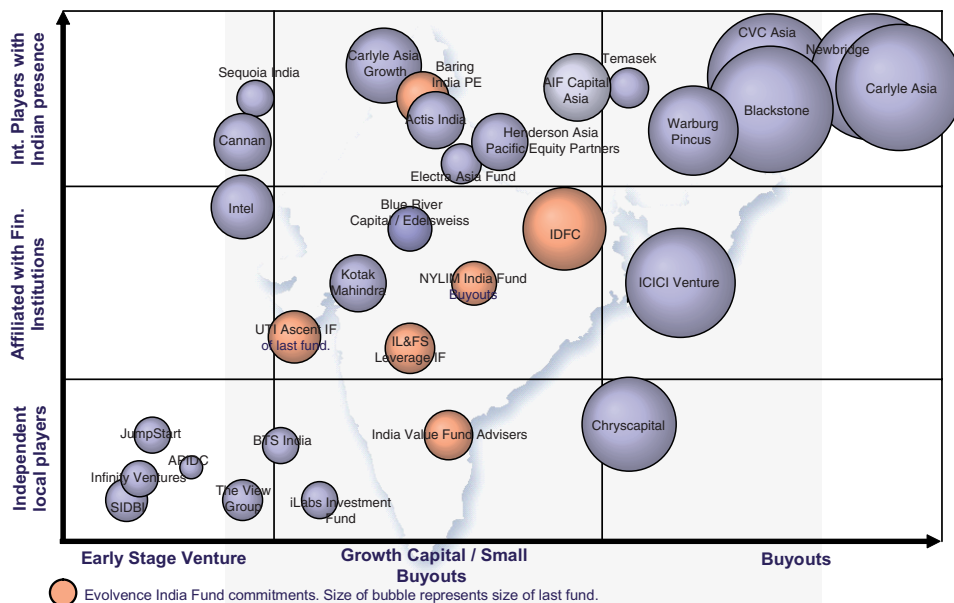 Int. Players with
Indian presence
Affiliated with Fin.
Institutions
Independent
local players
Sequoia India
Cannan
Carlyle Asia
Growth
Baring
India PE
Actis India
Henderson Asia
Pacific Equity Partners
Electra Asia Fund
AIF Capital
Asia
Temasek
CVC Asia
Newbridge
Carlyle Asia
Blackstone
Warburg
Pincus
Intel
Blue River
Capital / Edelsweiss
IDFC
Kotak
Mahindra
NYLIM India Fund
Buyouts
ICICI Venture
UTI Ascent IF
of last fund.
IL&FS
Leverage IF
JumpStart
BTS India
India Value Fund Advisers
Chryscapital
APIDC
Infinity Ventures
SIDBI
The View
Group
iLabs Investment
Fund
Early Stage Venture
Growth Capital / Small
Buyouts
Buyouts
Evolvence India Fund commitments. Size of bubble represents size of last fund.